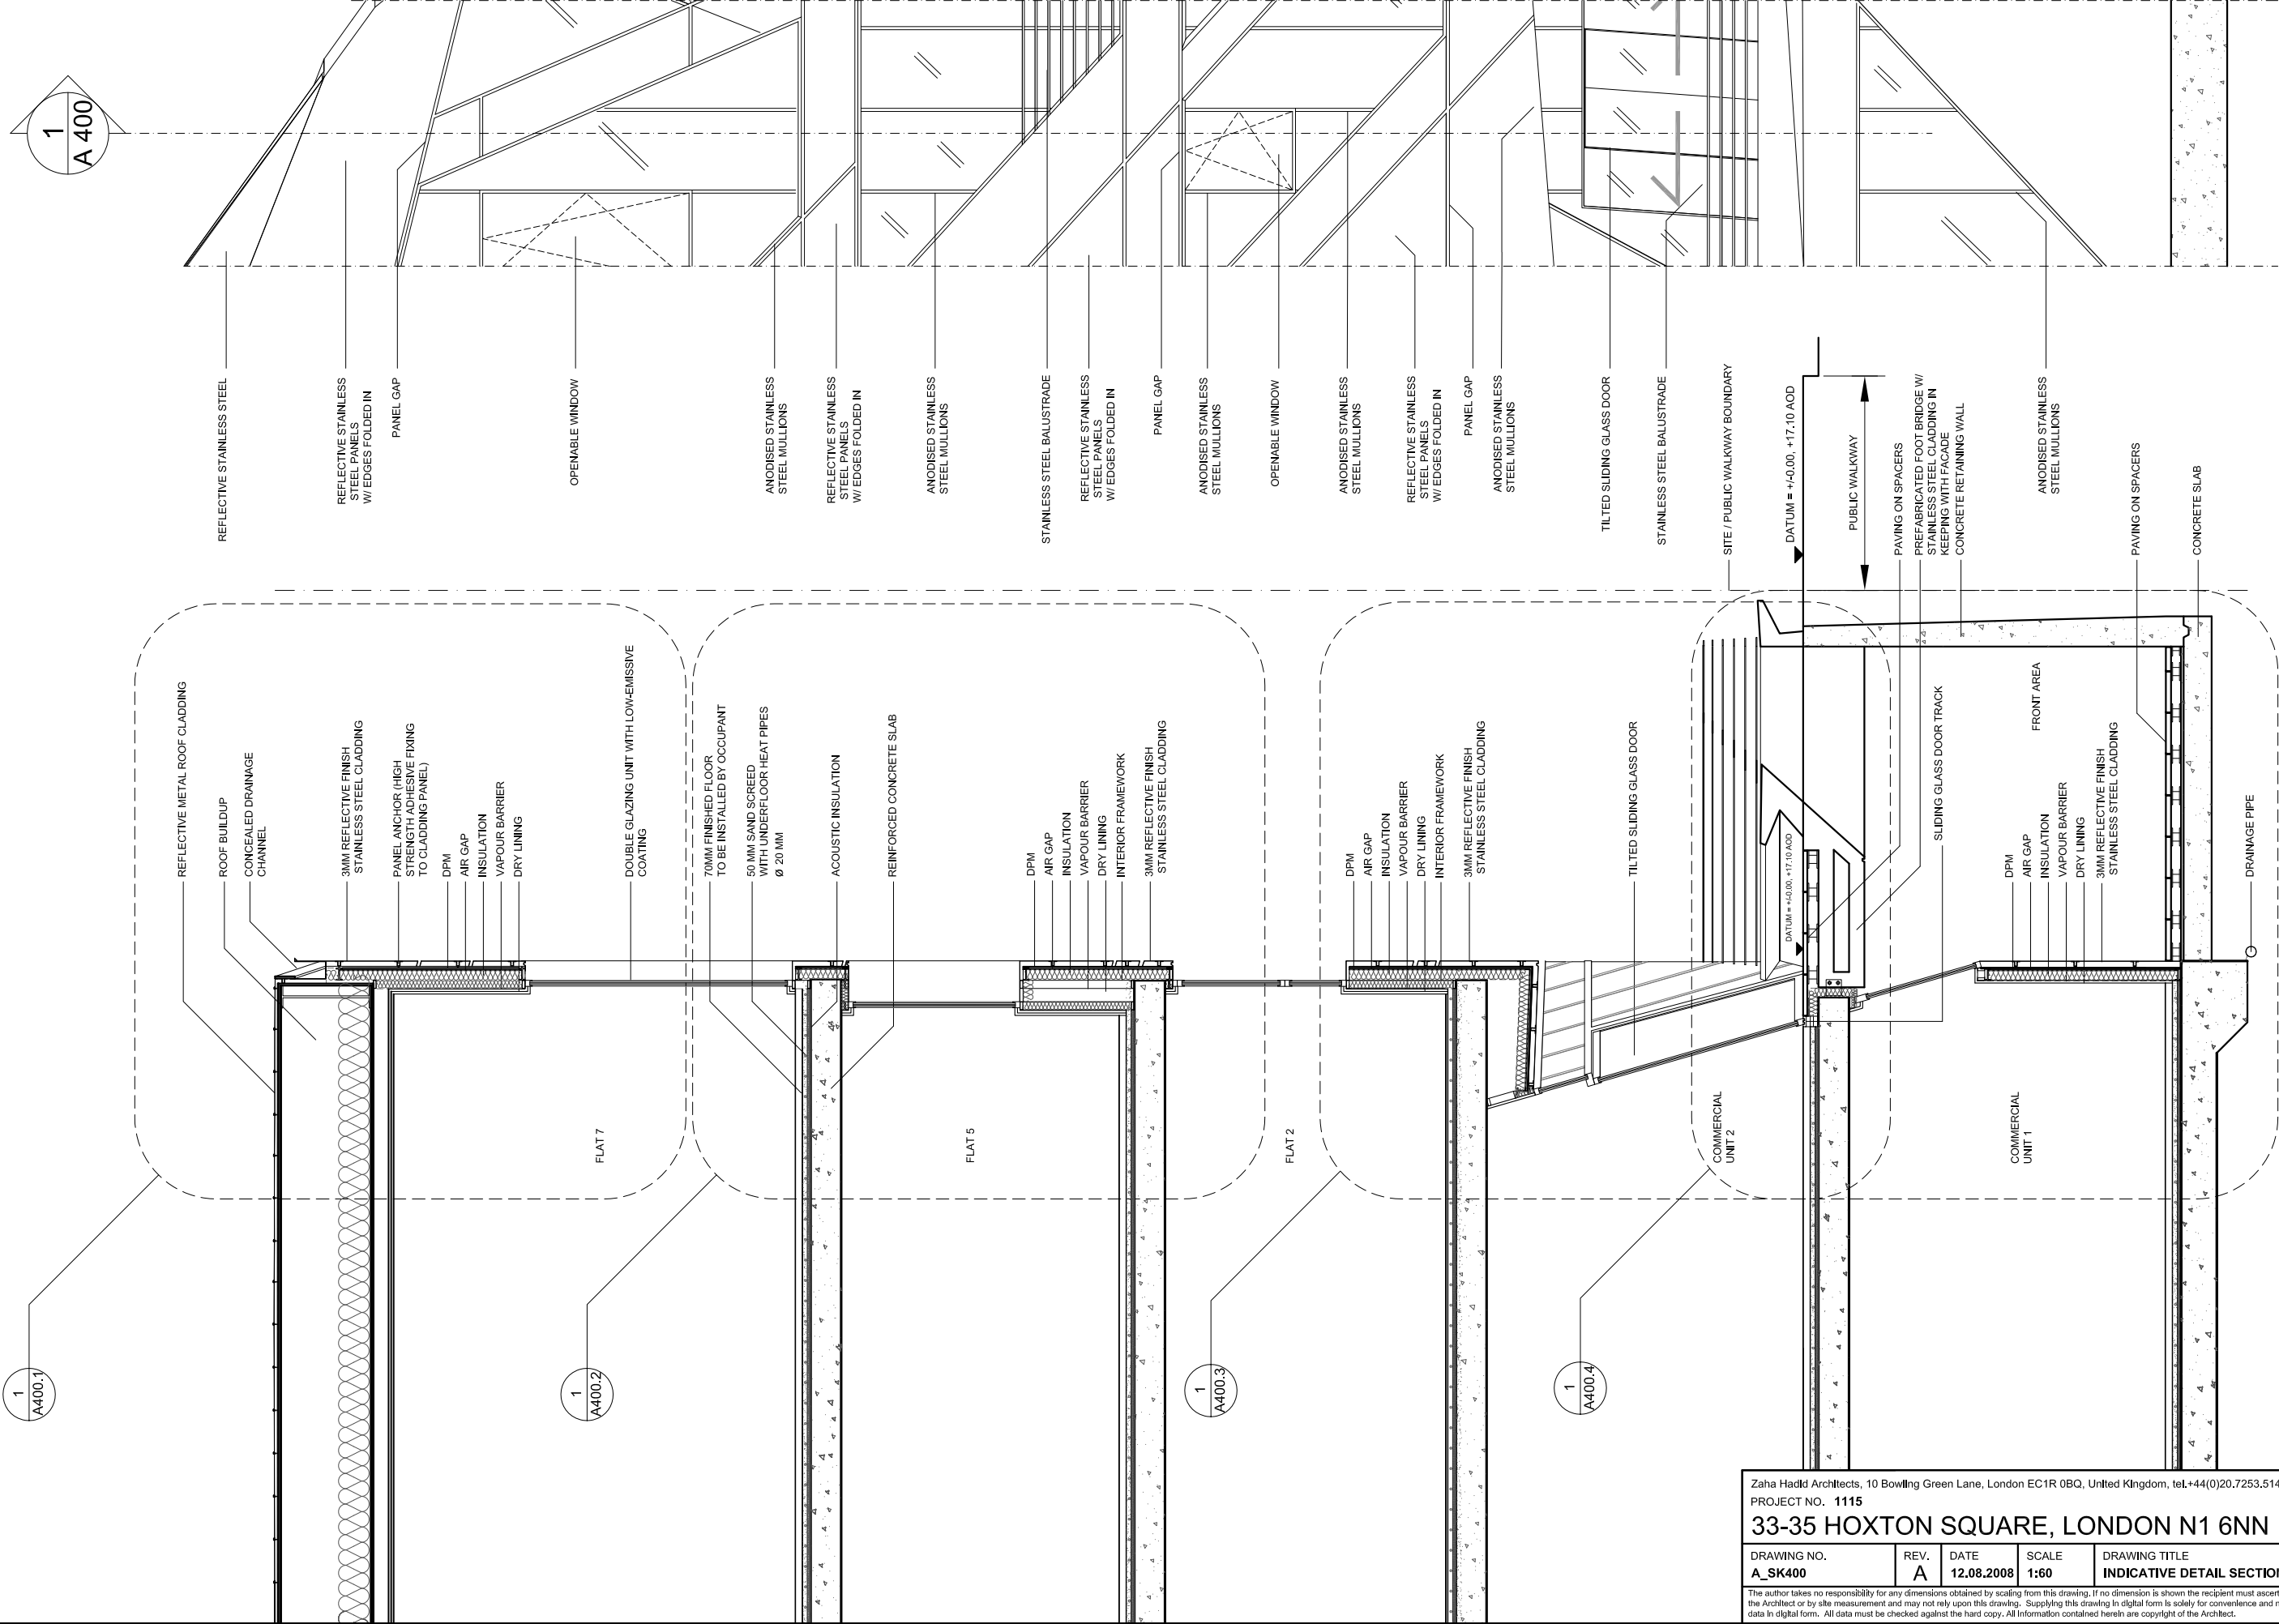 1
A 400
REFLECTIVE STAINLESS STEEL
REFLECTIVE STAINLESS
STEEL PANELS
W/ EDGES FOLDED IN
PANEL GAP
OPENABLE WINDOW
ANODISED STAINLESS
STEEL MULLIONS
REFLECTIVE STAINLESS
STEEL PANELS
W/ EDGES FOLDED IN
ANODISED STAINLESS
STEEL MULLIONS
STAINLESS STEEL BALUSTRADE
REFLECTIVE STAINLESS
STEEL PANELS
W/ EDGES FOLDED IN
PANEL GAP
ANODISED STAINLESS
STEEL MULLIONS
OPENABLE WINDOW
ANODISED STAINLESS
STEEL MULLIONS
REFLECTIVE STAINLESS
STEEL PANELS
W/ EDGES FOLDED IN
PANEL GAP
ANODISED STAINLESS
STEEL MULLIONS
TILTED SLIDING GLASS DOOR
STAINLESS STEEL BALUSTRADE
SITE / PUBLIC WALKWAY BOUNDARY
DATUM = +/-0.00, +17.10 AOD
PUBLIC WALKWAY
PAVING ON SPACERS
PREFABRICATED FOOT BRIDGE W/
STAINLESS STEEL CLADDING IN
KEEPING WITH FACADE
CONCRETE RETAINING WALL
ANODISED STAINLESS
STEEL MULLIONS
PAVING ON SPACERS
CONCRETE SLAB
REFLECTIVE METAL ROOF CLADDING
ROOF BUILDUP
CONCEALED DRAINAGE
CHANNEL
3MM REFLECTIVE FINISH
STAINLESS STEEL CLADDING
PANEL ANCHOR (HIGH
STRENGTH ADHESIVE FIXING
TO CLADDING PANEL)
DPM
AIR GAP
INSULATION
VAPOUR BARRIER
DRY LINING
DOUBLE GLAZING UNIT WITH LOW-EMISSIVE
COATING
70MM FINISHED FLOOR
TO BE INSTALLED BY OCCUPANT
50 MM SAND SCREED
WITH UNDERFLOOR HEAT PIPES
Ø 20 MM
ACOUSTIC INSULATION
REINFORCED CONCRETE SLAB
DPM
AIR GAP
INSULATION
VAPOUR BARRIER
DRY LINING
INTERIOR FRAMEWORK
3MM REFLECTIVE FINISH
STAINLESS STEEL CLADDING
DPM
AIR GAP
INSULATION
VAPOUR BARRIER
DRY LINING
INTERIOR FRAMEWORK
3MM REFLECTIVE FINISH
STAINLESS STEEL CLADDING
TILTED SLIDING GLASS DOOR
DATUM = +/-0.00, +17.10 AOD
SLIDING GLASS DOOR TRACK
FRONT AREA
DPM
AIR GAP
INSULATION
VAPOUR BARRIER
DRY LINING
3MM REFLECTIVE FINISH
STAINLESS STEEL CLADDING
DRAINAGE PIPE
FLAT 7
FLAT 5
FLAT 2
COMMERCIAL
UNIT 2
COMMERCIAL
UNIT 1
1
A400.1
1
A400.2
1
A400.3
1
A400.4
Zaha Hadid Architects, 10 Bowling Green Lane, London EC1R 0BQ, United Kingdom, tel.+44(0)20.7253.514
PROJECT NO. 1115
33-35 HOXTON SQUARE, LONDON N1 6NN
DRAWING NO. REV. DATE SCALE DRAWING TITLE
A_SK400 A 12.08.2008 1:60 INDICATIVE DETAIL SECTION
The author takes no responsibility for any dimensions obtained by scaling from this drawing. If no dimension is shown the recipient must
the Architect or by site measurement and may not rely upon this drawing. Supplying this drawing in digital form is solely for convenience and
data in digital form. All data must be checked against the hard copy. All information contained herein are copyright of the Architect.